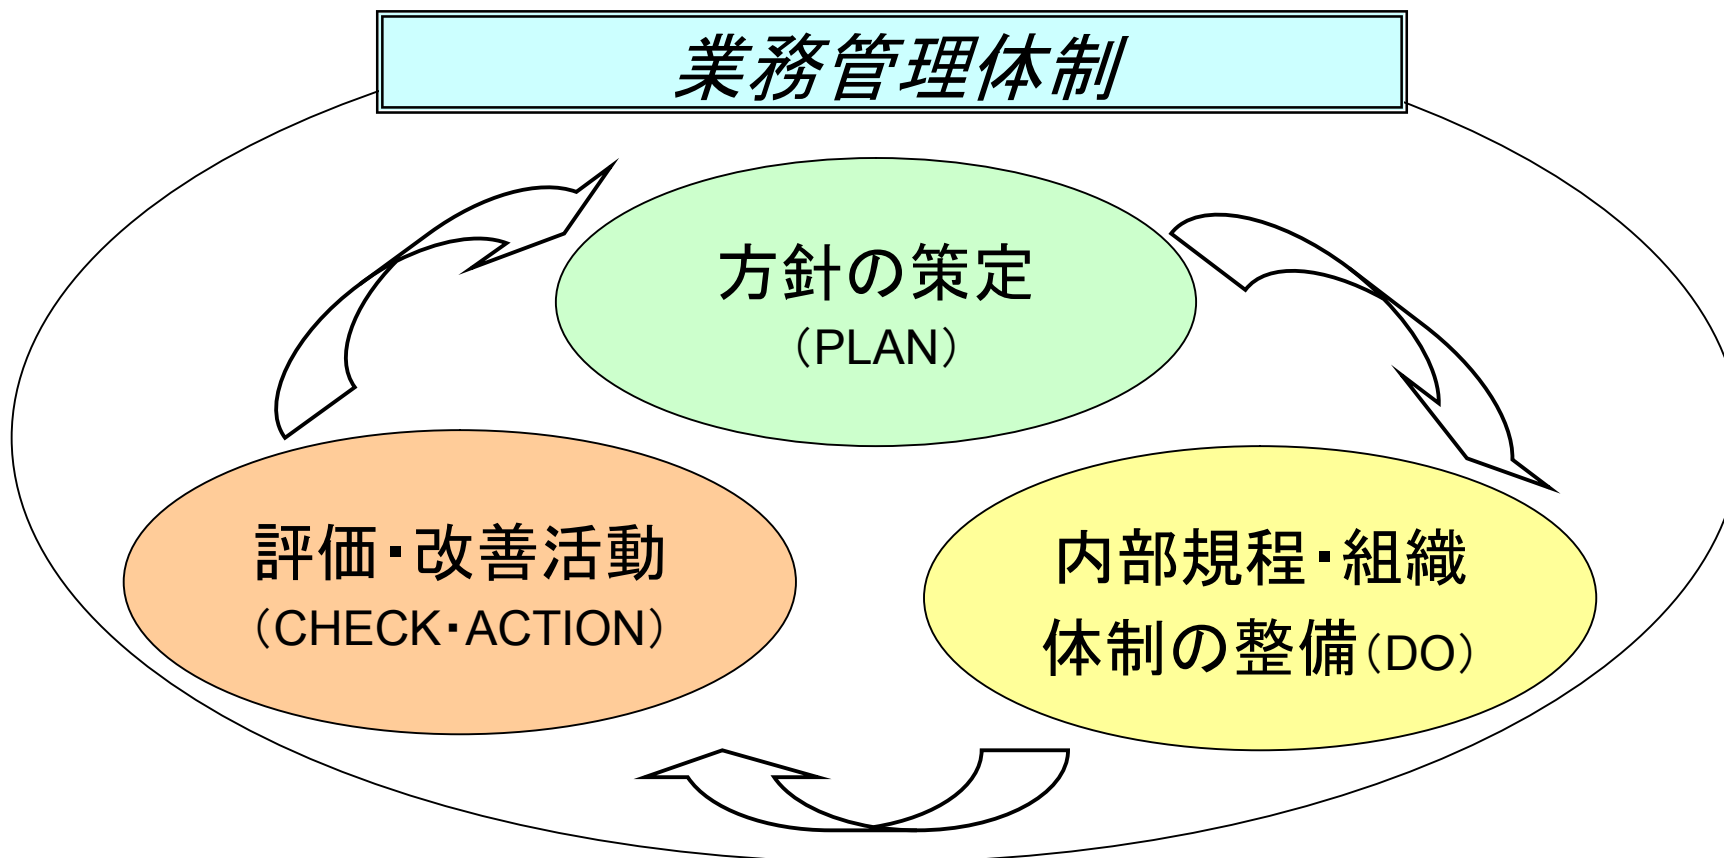 業務管理体制
方針の策定
（PLAN）
評価・改善活動
（CHECK・ACTION）
内部規程・組織
体制の整備（DO）